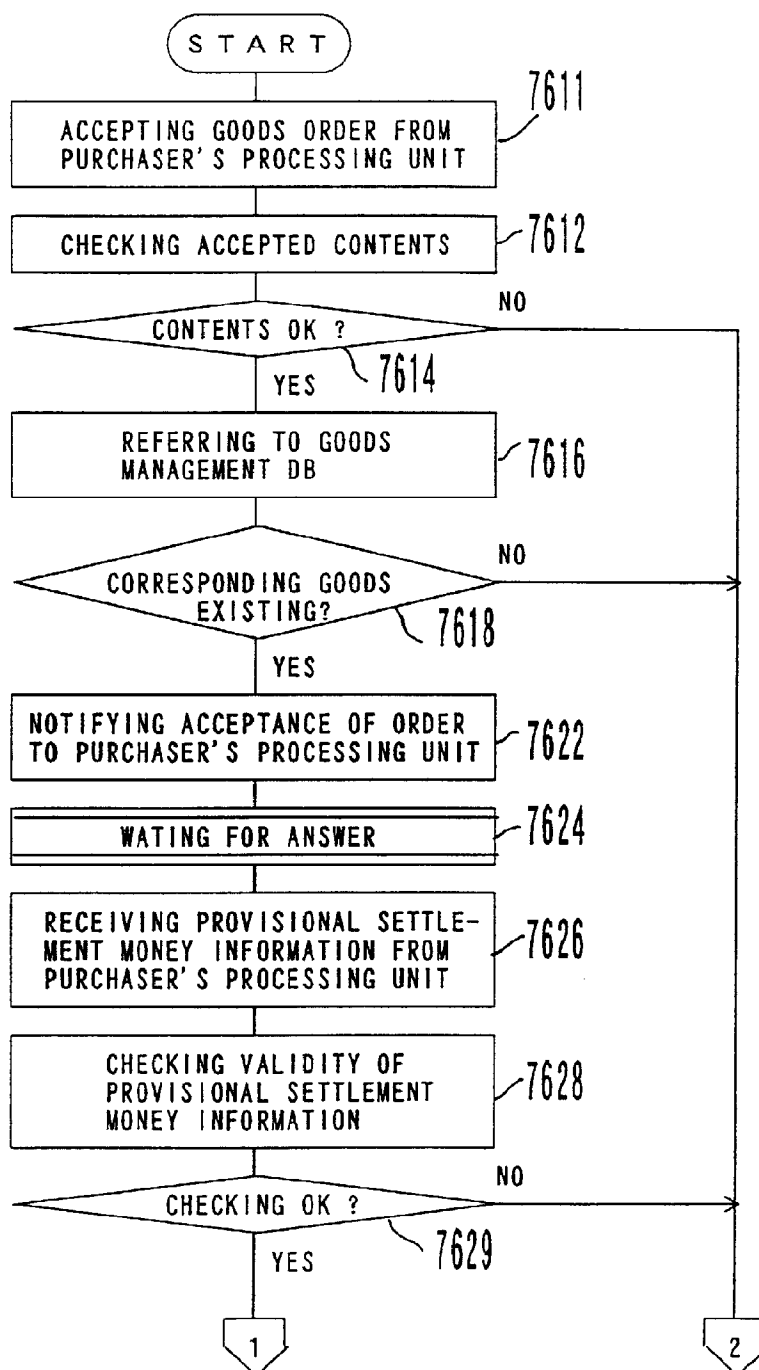 START
7611
ACCEPTING GOODS ORDER FROM
PURCHASER'S PROCESSING UNIT
CHECKING ACCEPTED CONTENTS
7612
NO
CONTENTS OK ?
7614
YES
REFERRING TO GOODS
MANAGEMENT DB
7616
NO
CORRESPONDING GOODS
EXISTING?
7618
YES
NOTIFYING ACCEPTANCE OF ORDER
TO PURCHASER'S PROCESSING UNIT
7622
WATING FOR ANSWER
7624
RECEIVING PROVISIONAL SETTLE-
MENT MONEY INFORMATION FROM
PURCHASER'S PROCESSING UNIT
7626
CHECKING VALIDITY OF
PROVISIONAL SETTLEMENT
MONEY INFORMATION
7628
NO
CHECKING OK ?
7629
YES
1
2